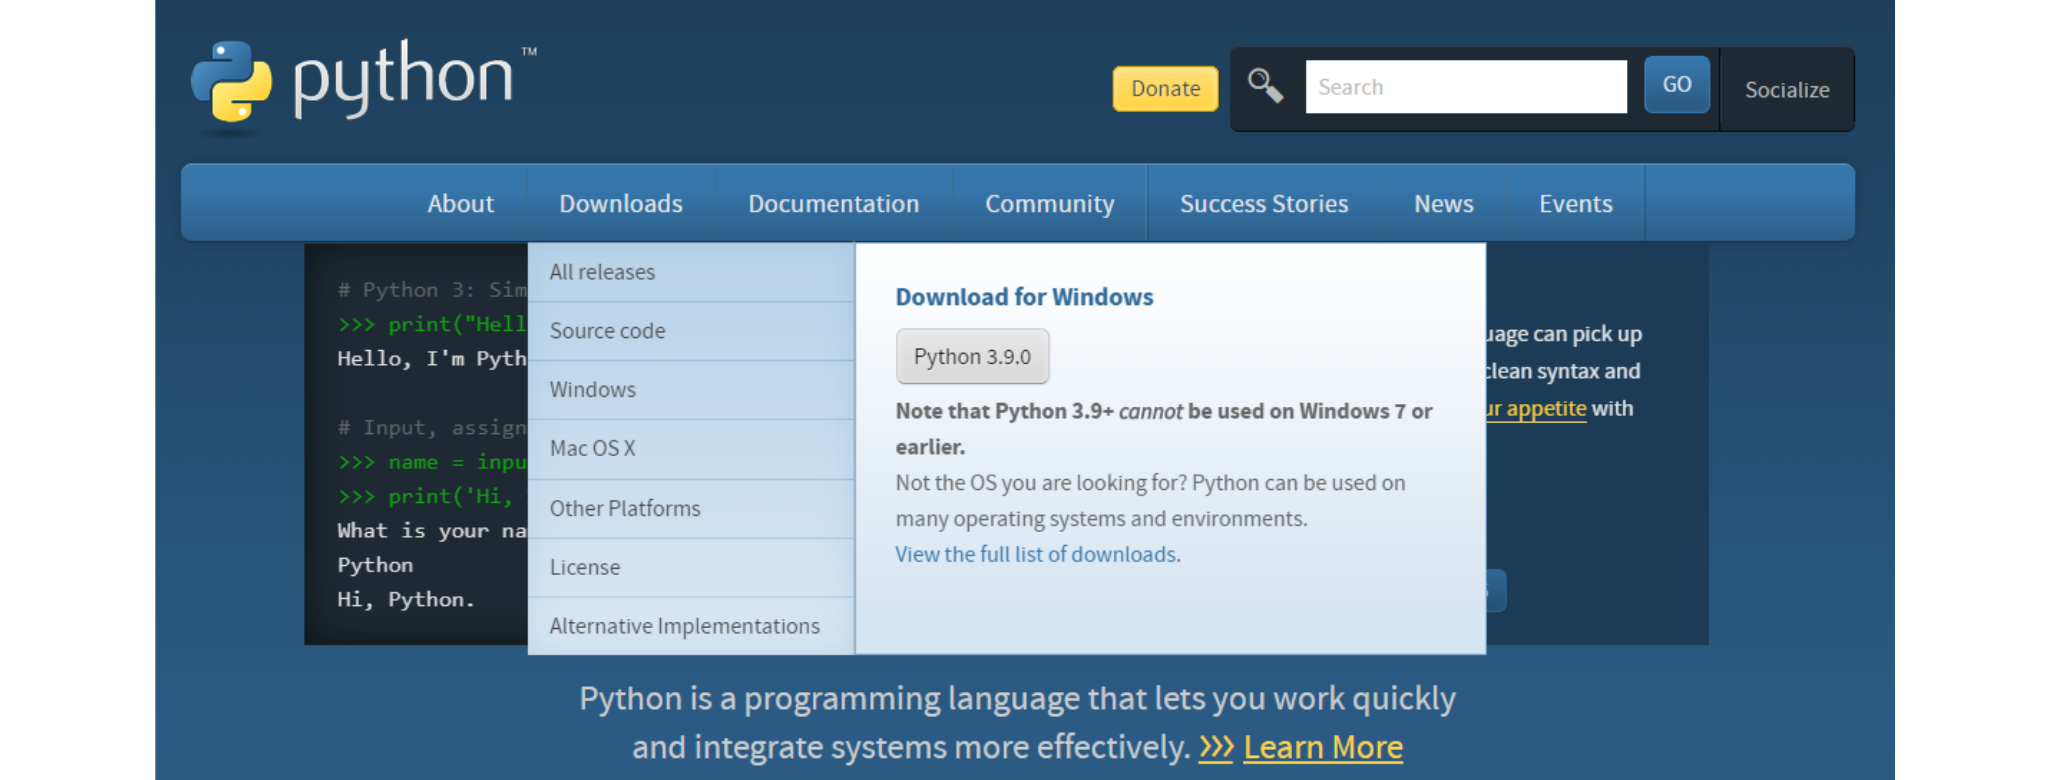 python™
Donate
Search
GO
Socialize
About
Downloads
Documentation
Community
Success Stories
News
Events
All releases
Source code
Windows
Mac OS X
Other Platforms
License
Alternative Implementations
Download for Windows
Python 3.9.0
Note that Python 3.9+ cannot be used on Windows 7 or
earlier.
Not the OS you are looking for? Python can be used on
many operating systems and environments.
View the full list of downloads.
# Python 3: Sim
>>> print("Hell
Hello, I'm Pyth
# Input, assign
>>> name = inpu
>>> print('Hi,
What is your na
Python
Hi, Python.
uage can pick up
clean syntax and
ur appetite with
Python is a programming language that lets you work quickly
and integrate systems more effectively. >>> Learn More